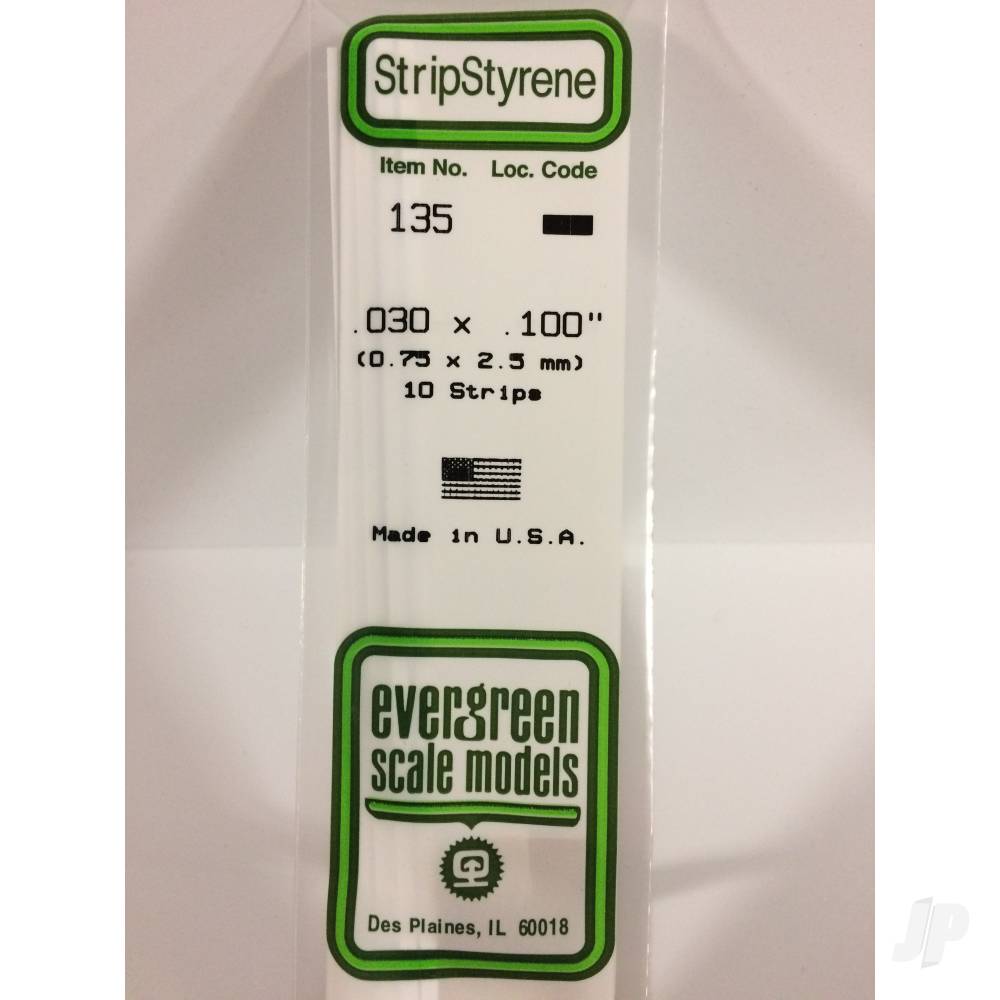 StripStyrene
Item No. Loc. Code
135
.030 x .100"
(0.75 x 2.5 mm)
10 Strips
Made in U.S.A.
evergreen
scale models
Des Plaines, IL 60018
JP